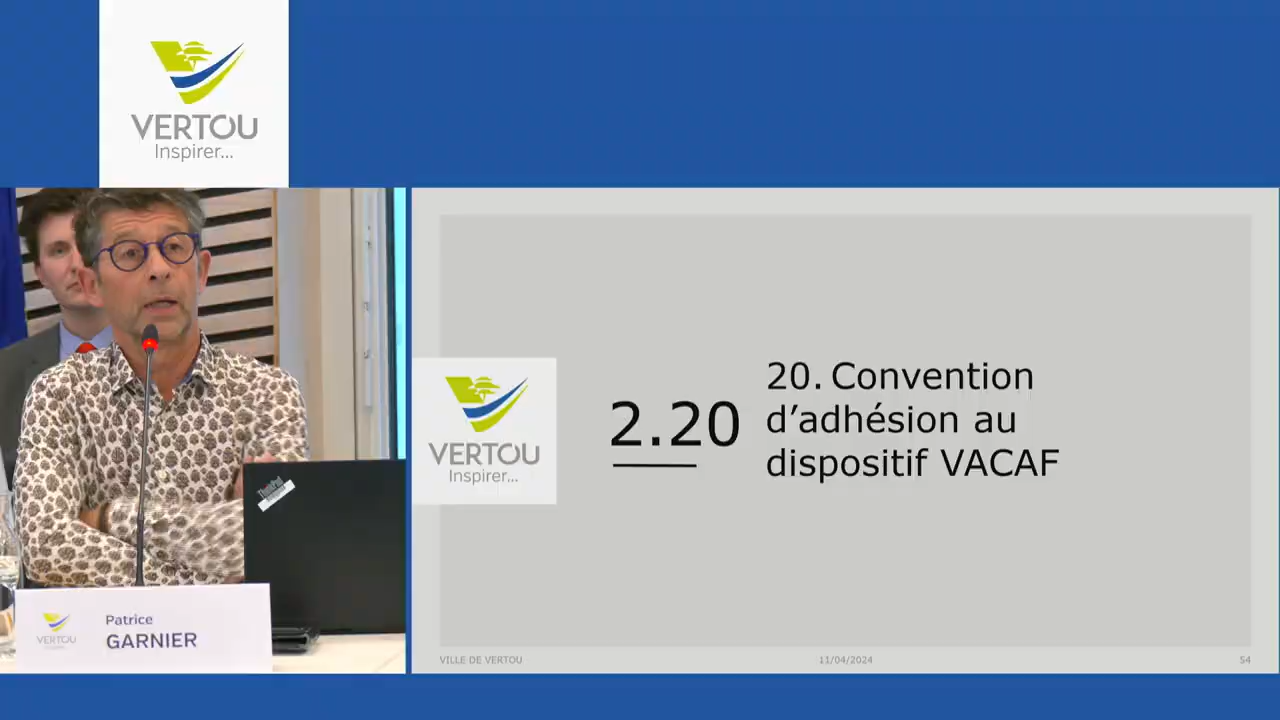 VERTOU
Inspirer...
ThinkPad
Patrice
GARNIER
VERTOU
VERTOU
Inspirer...
2.20
20. Convention
d'adhésion au
dispositif VACAF
VILLE DE VERTOU
11/04/2024
54